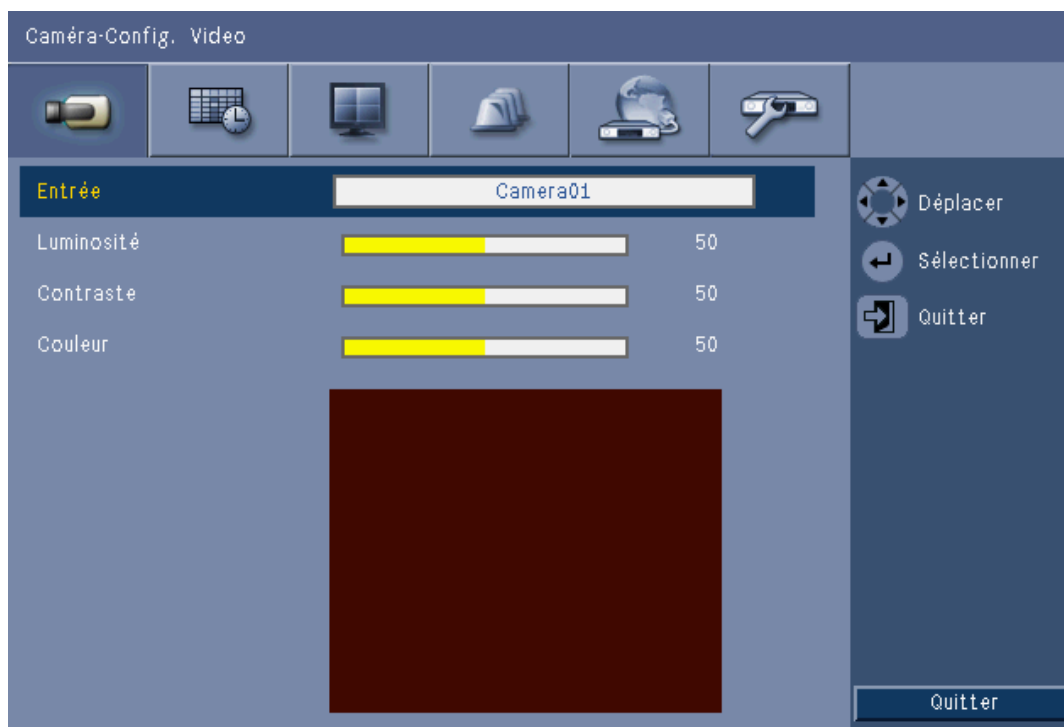 Caméra-Config. Video
Entrée Camera01
Luminosité 50
Contraste 50
Couleur 50
Déplacer
Sélectionner
Quitter
Quitter